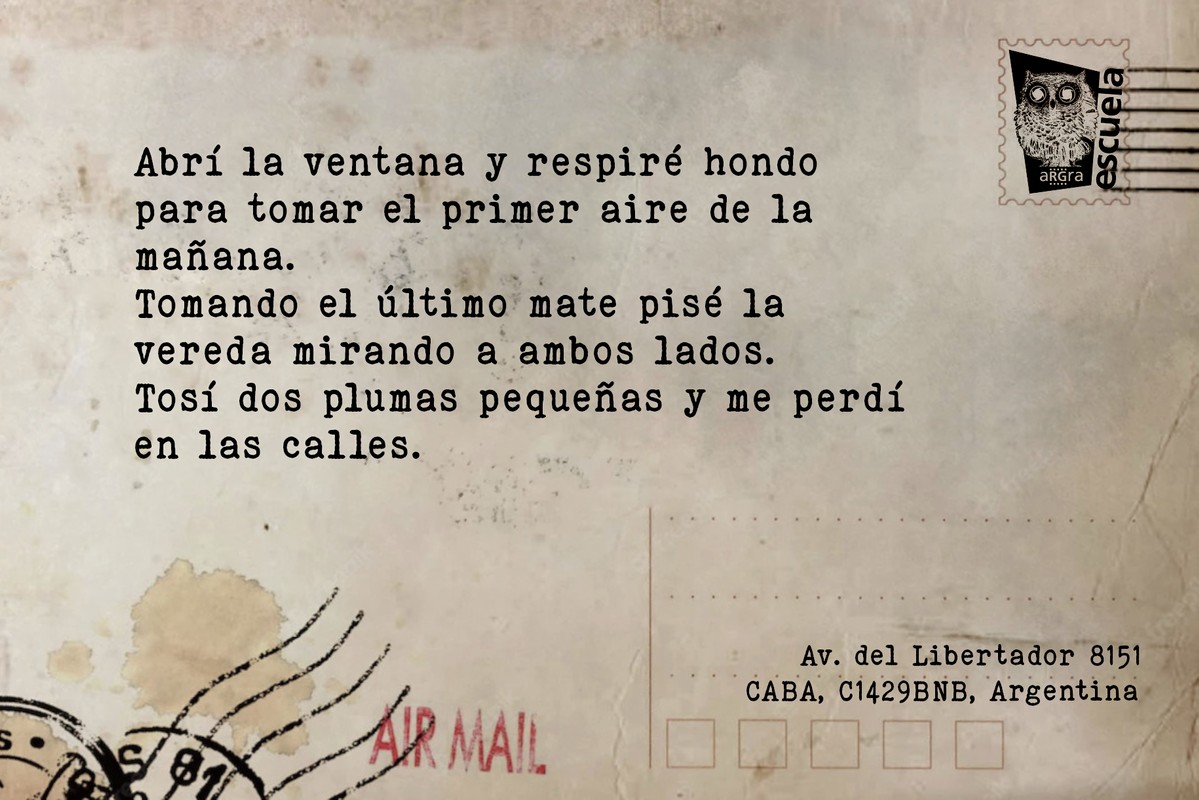 Abrí la ventana y respiré hondo
para tomar el primer aire de la
mañana.
Tomando el último mate pisé la
vereda mirando a ambos lados.
Tosí dos plumas pequeñas y me perdí
en las calles.
aRGra
escuela
Av. del Libertador 8151
CABA, C1429BNB, Argentina
AIR MAIL
S 81